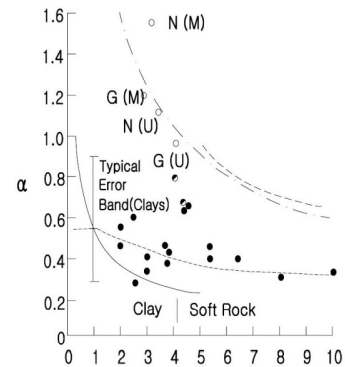 1.6
N (M)
1.4
1.2
G (M)
N (U)
1.0
G (U)
0.8
Typical
Error
Band(Clays)
α
0.6
0.4
0.2
Clay
Soft Rock
0.0
0 1 2 3 4 5 6 7 8 9 10